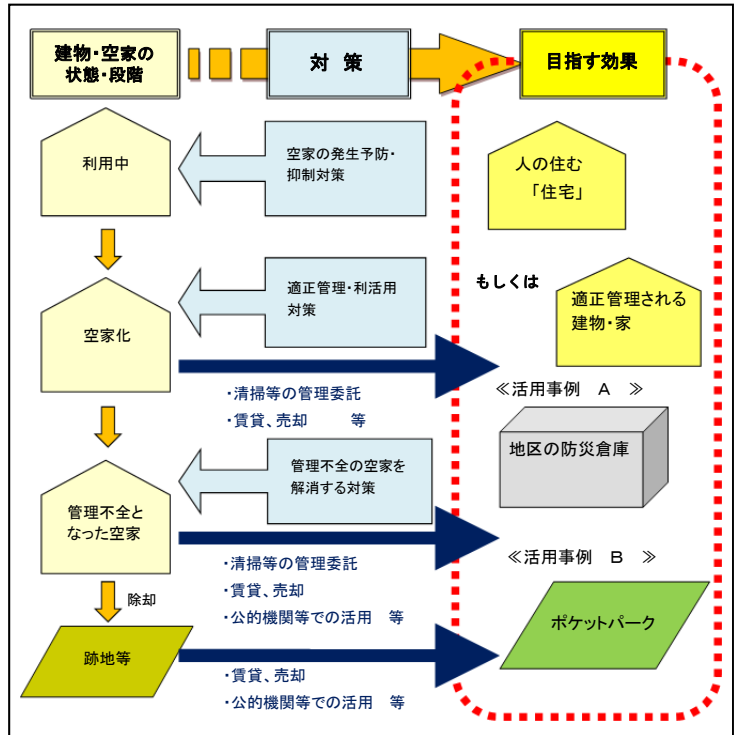 建物・空家の
状態・段階
対 策
目指す効果
利用中
空家の発生予防・
抑制対策
人の住む
「住宅」
もしくは
適正管理・利活用
対策
適正管理される
建物・家
空家化
・清掃等の管理委託
・賃貸、売却 等
≪活用事例 A ≫
地区の防災倉庫
管理不全の空家を
解消する対策
管理不全と
なった空家
・清掃等の管理委託
・賃貸、売却
・公的機関等での活用 等
≪活用事例 B ≫
除却
ポケットパーク
跡地等
・賃貸、売却
・公的機関等での活用 等